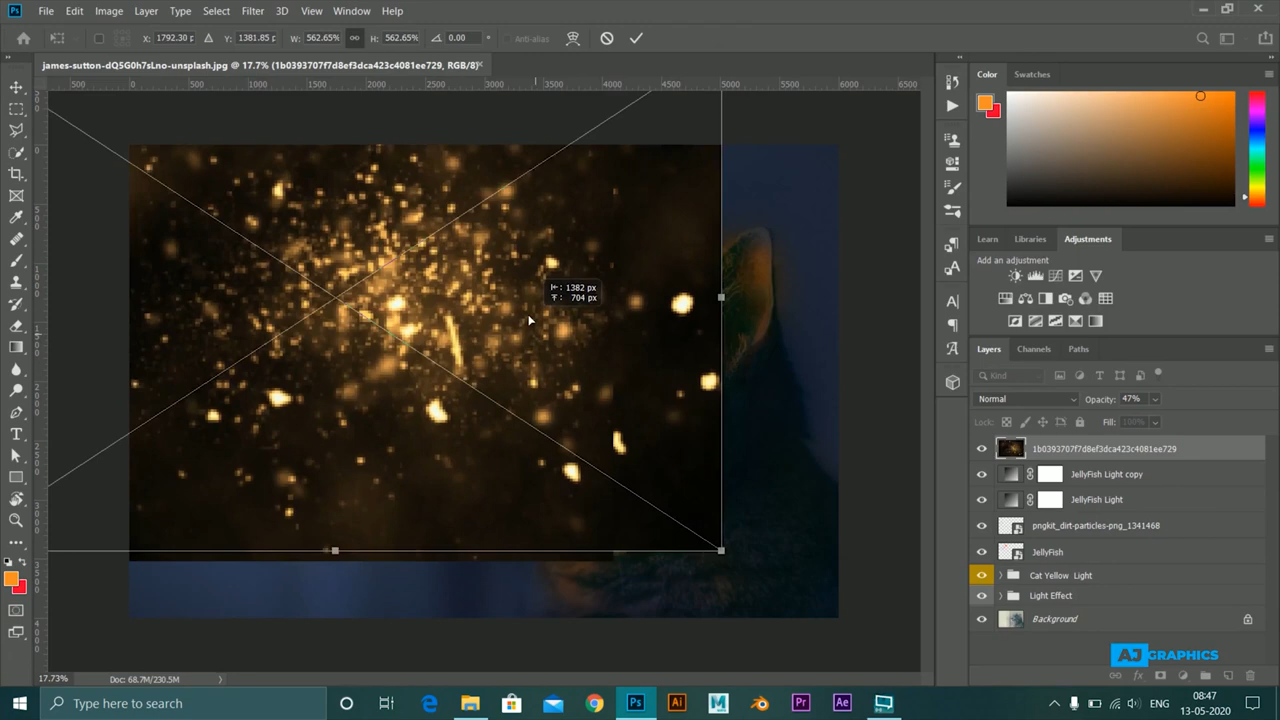 Ps File Edit Image Layer Type Select Filter 3D View Window Help
X: 1792.30 p Y: 1381.85 p W: 562.65% H: 562.65% 0.00 ° Anti-alias
james-sutton-dQ5G0h7sLno-unsplash.jpg @ 17.7% (1b0393707f7d8ef3dca423c4081ee729, RGB/8)
500 0 500 1000 1500 2000 2500 3000 3500 4000 4500 5000 5500 6000 6500
1382 px
704 px
Color Swatches
Learn Libraries Adjustments
Add an adjustment
Layers Channels Paths
Kind
Normal Opacity: 47%
Lock: Fill: 100%
1b0393707f7d8ef3dca423c4081ee729
JellyFish Light copy
JellyFish Light
pngkit_dirt-particles-png_1341468
JellyFish
Cat Yellow Light
Light Effect
Background
AJ GRAPHICS
17.73% Doc: 68.7M/230.5M
Type here to search
Ps Ai M Pr Ae
ENG
08:47
13-05-2020